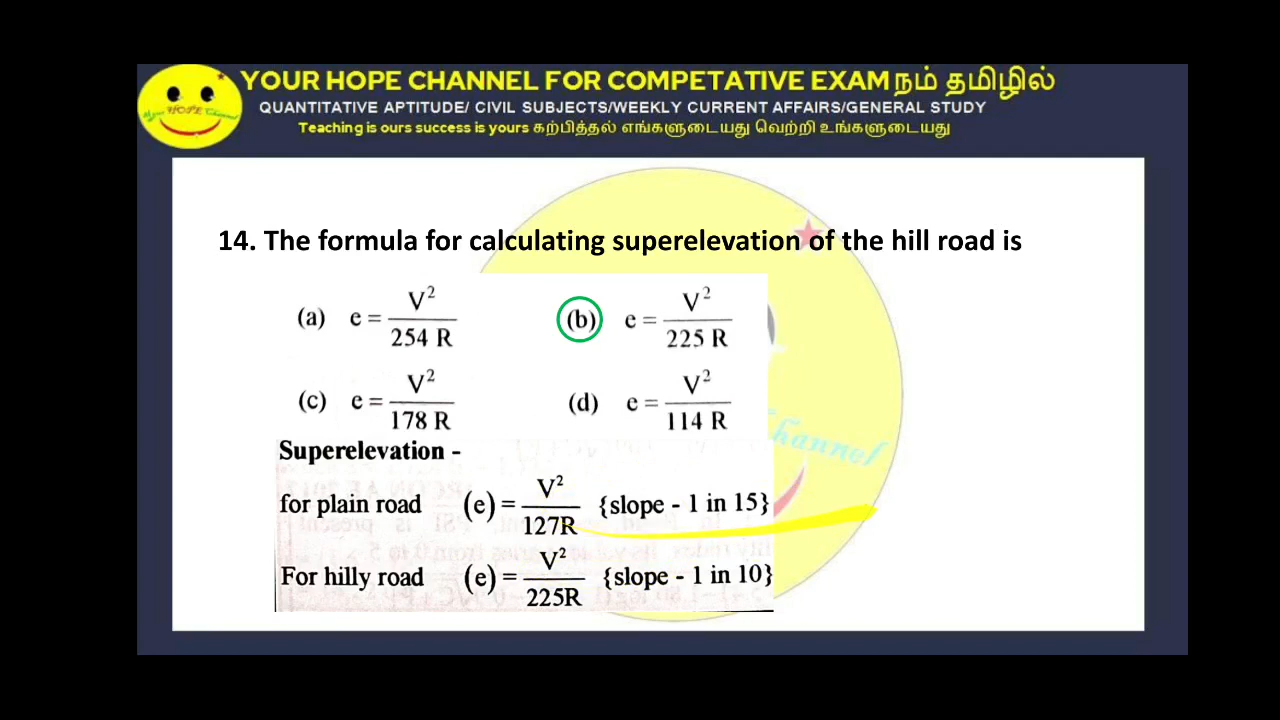 YOUR HOPE CHANNEL FOR COMPETATIVE EXAM நம் தமிழில்
QUANTITATIVE APTITUDE/ CIVIL SUBJECTS/WEEKLY CURRENT AFFAIRS/GENERAL STUDY
Teaching is ours success is yours கற்பித்தல் எங்களுடையது வெற்றி உங்களுடையது
14. The formula for calculating superelevation of the hill road is
(a) e = V²/254 R (b) e = V²/225 R
(c) e = V²/178 R (d) e = V²/114 R
Channel
Superelevation -
for plain road (e) = V²/127R {slope - 1 in 15}
For hilly road (e) = V²/225R {slope - 1 in 10}